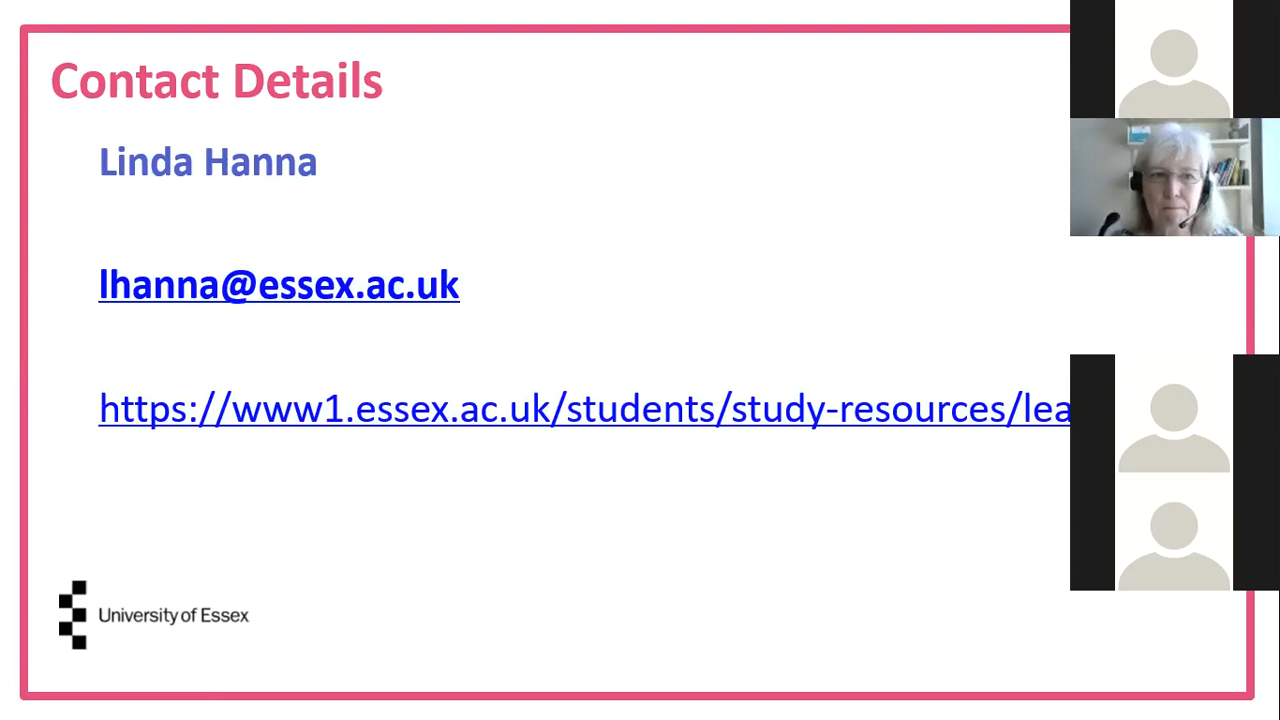 Contact Details
Linda Hanna
lhanna@essex.ac.uk
https://www1.essex.ac.uk/students/study-resources/lea
University of Essex